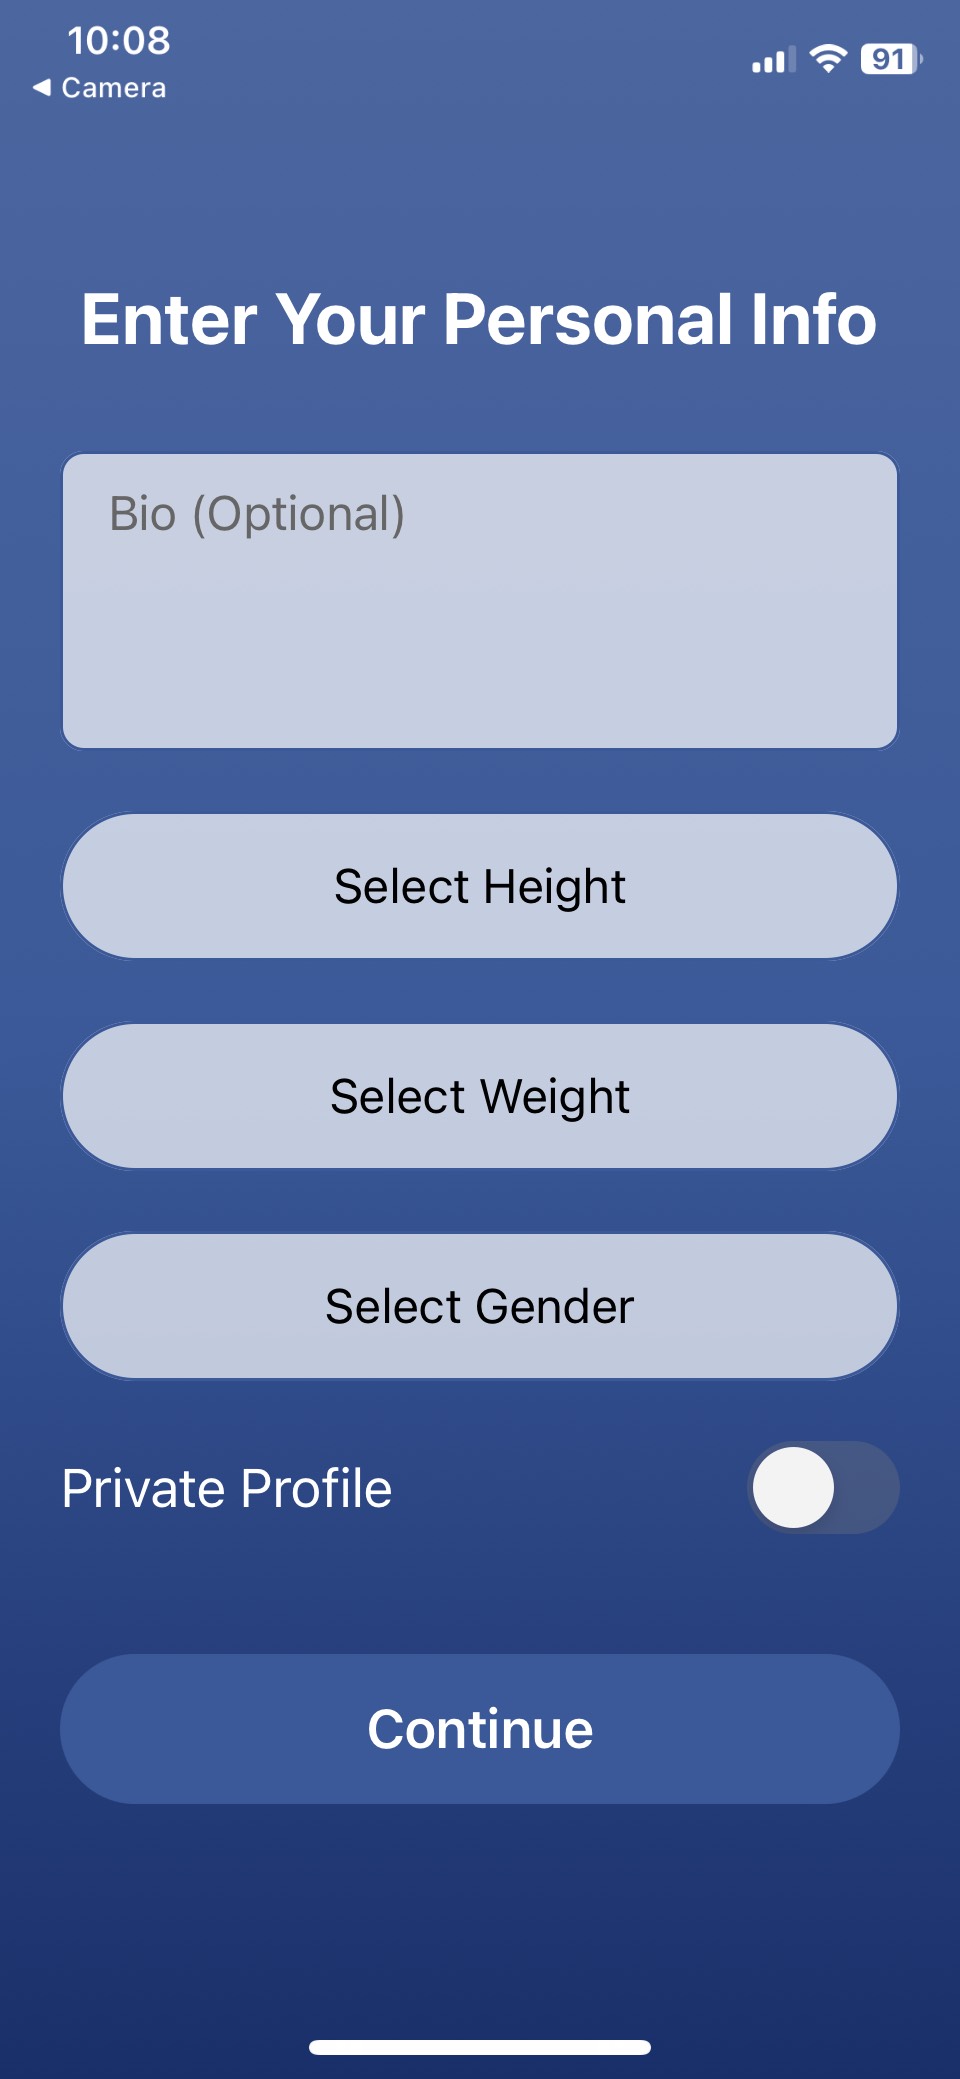 10:08
91
◀ Camera
Enter Your Personal Info
Bio (Optional)
Select Height
Select Weight
Select Gender
Private Profile
Continue